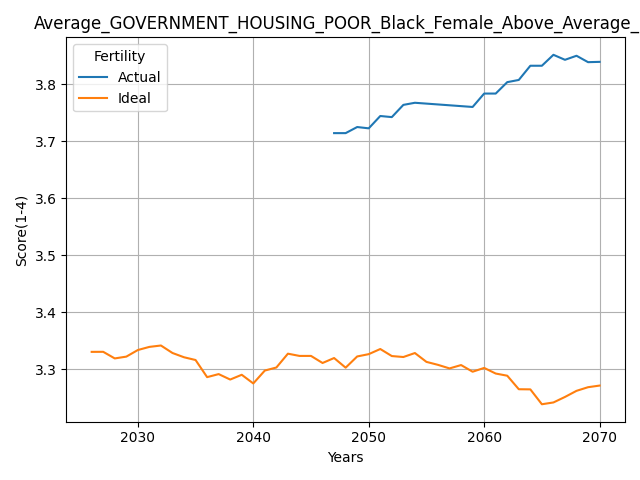 Average_GOVERNMENT_HOUSING_POOR_Black_Female_Above_Average_
Fertility
Actual
Ideal
3.8
3.7
3.6
3.5
3.4
3.3
Score(1-4)
2030
2040
2050
2060
2070
Years